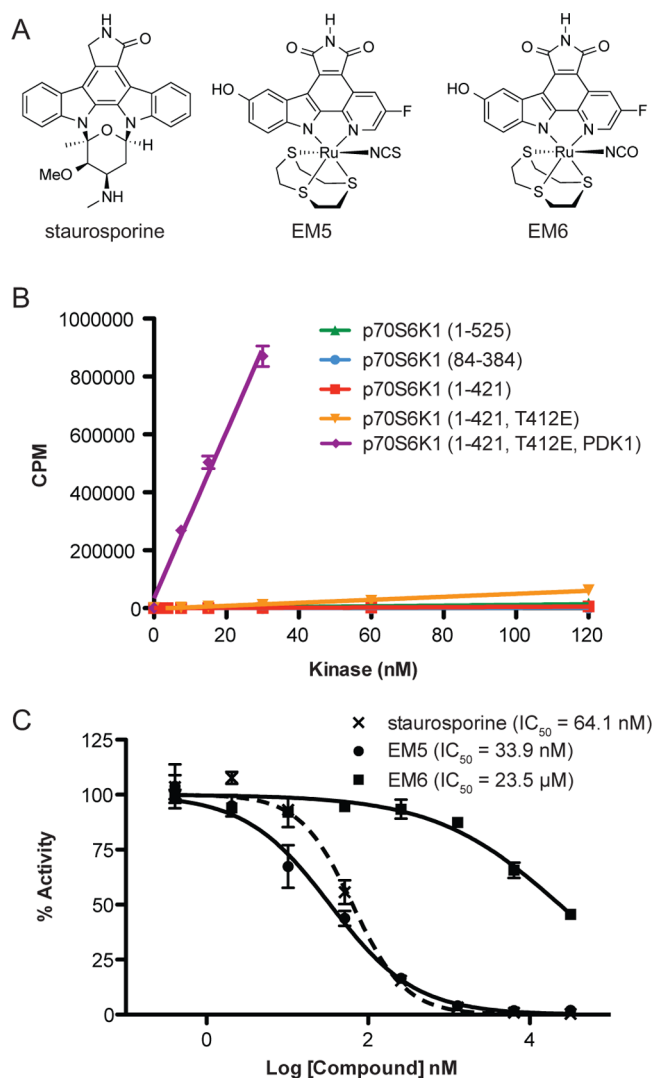 A
H
N
O
N
N
O
H
MeO
NH
staurosporine
H
N
O
O
HO
F
N
N
S
Ru
NCS
S
S
EM5
H
N
O
O
HO
F
N
N
S
Ru
NCO
S
S
EM6
B
1000000
800000
600000
400000
200000
0
CPM
0 20 40 60 80 100 120
Kinase (nM)
p70S6K1 (1-525)
p70S6K1 (84-384)
p70S6K1 (1-421)
p70S6K1 (1-421, T412E)
p70S6K1 (1-421, T412E, PDK1)
C
staurosporine (IC50 = 64.1 nM)
EM5 (IC50 = 33.9 nM)
EM6 (IC50 = 23.5 µM)
125
100
75
50
25
0
% Activity
0 2 4
Log [Compound] nM